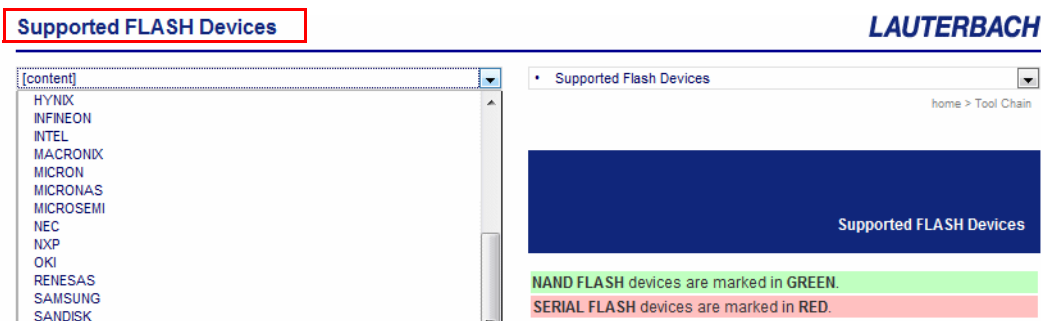 Supported FLASH Devices
LAUTERBACH
[content]
HYNIX
INFINEON
INTEL
MACRONIX
MICRON
MICRONAS
MICROSEMI
NEC
NXP
OKI
RENESAS
SAMSUNG
SANDISK
• Supported Flash Devices
home > Tool Chain
Supported FLASH Devices
NAND FLASH devices are marked in GREEN.
SERIAL FLASH devices are marked in RED.